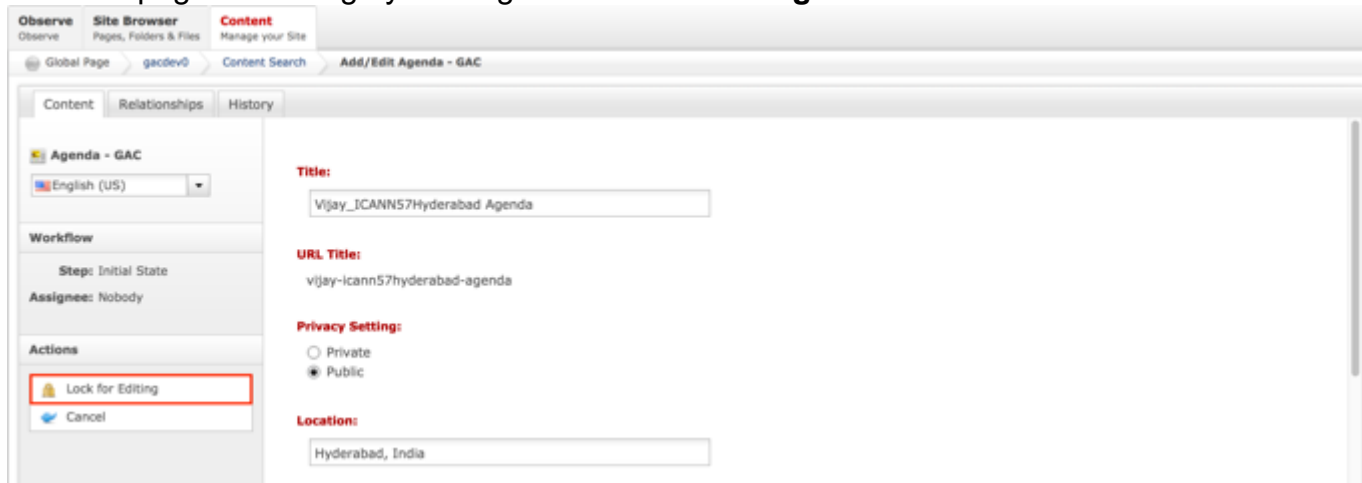 Observe Site Browser Content
Observe Pages, Folders & Files Manage your Site
Global Page gacdev0 Content Search Add/Edit Agenda - GAC
Content Relationships History
Agenda - GAC
English (US)
Workflow
Step: Initial State
Assignee: Nobody
Actions
Lock for Editing
Cancel
Title:
Vijay_ICANN57Hyderabad Agenda
URL Title:
vijay-icann57hyderabad-agenda
Privacy Setting:
Private
Public
Location:
Hyderabad, India